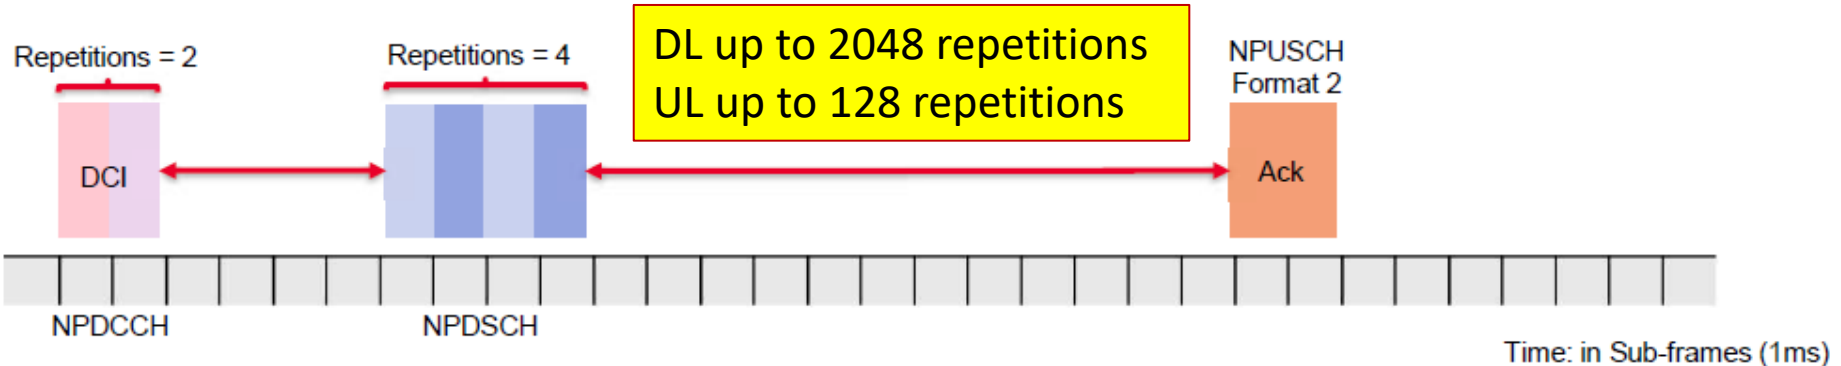 Repetitions = 2
Repetitions = 4
DL up to 2048 repetitions
UL up to 128 repetitions
NPUSCH
Format 2
DCI
Ack
NPDCCH
NPDSCH
Time: in Sub-frames (1ms)